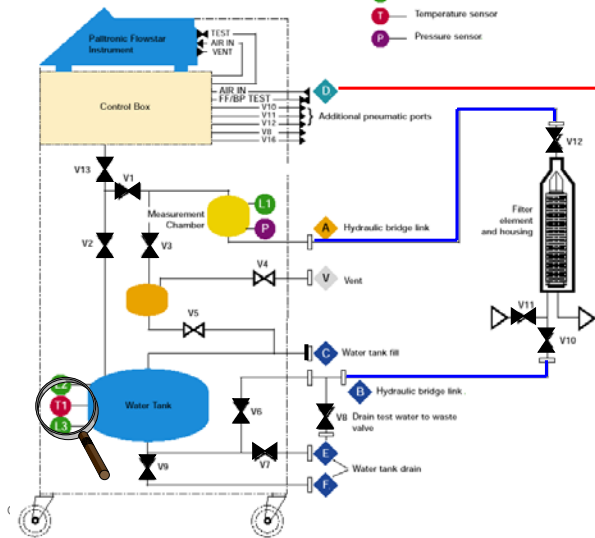 T Temperature sensor
P Pressure sensor
Palltronic Flowstar
Instrument
TEST
AIR IN
VENT
Control Box
AIR IN
FF/BP TEST
V10
V11
V12
V8
V16
D
Additional pneumatic ports
V13
V1
V12
L1
P
Measurement
Chamber
V2
V3
A Hydraulic bridge link
Filter
element
and housing
V4
V Vent
V5
V11
V10
C Water tank fill
L2
T1
L3
Water Tank
B Hydraulic bridge link.
V6
V8 Drain test water to waste
valve
V7
V9
E
Water tank drain
F